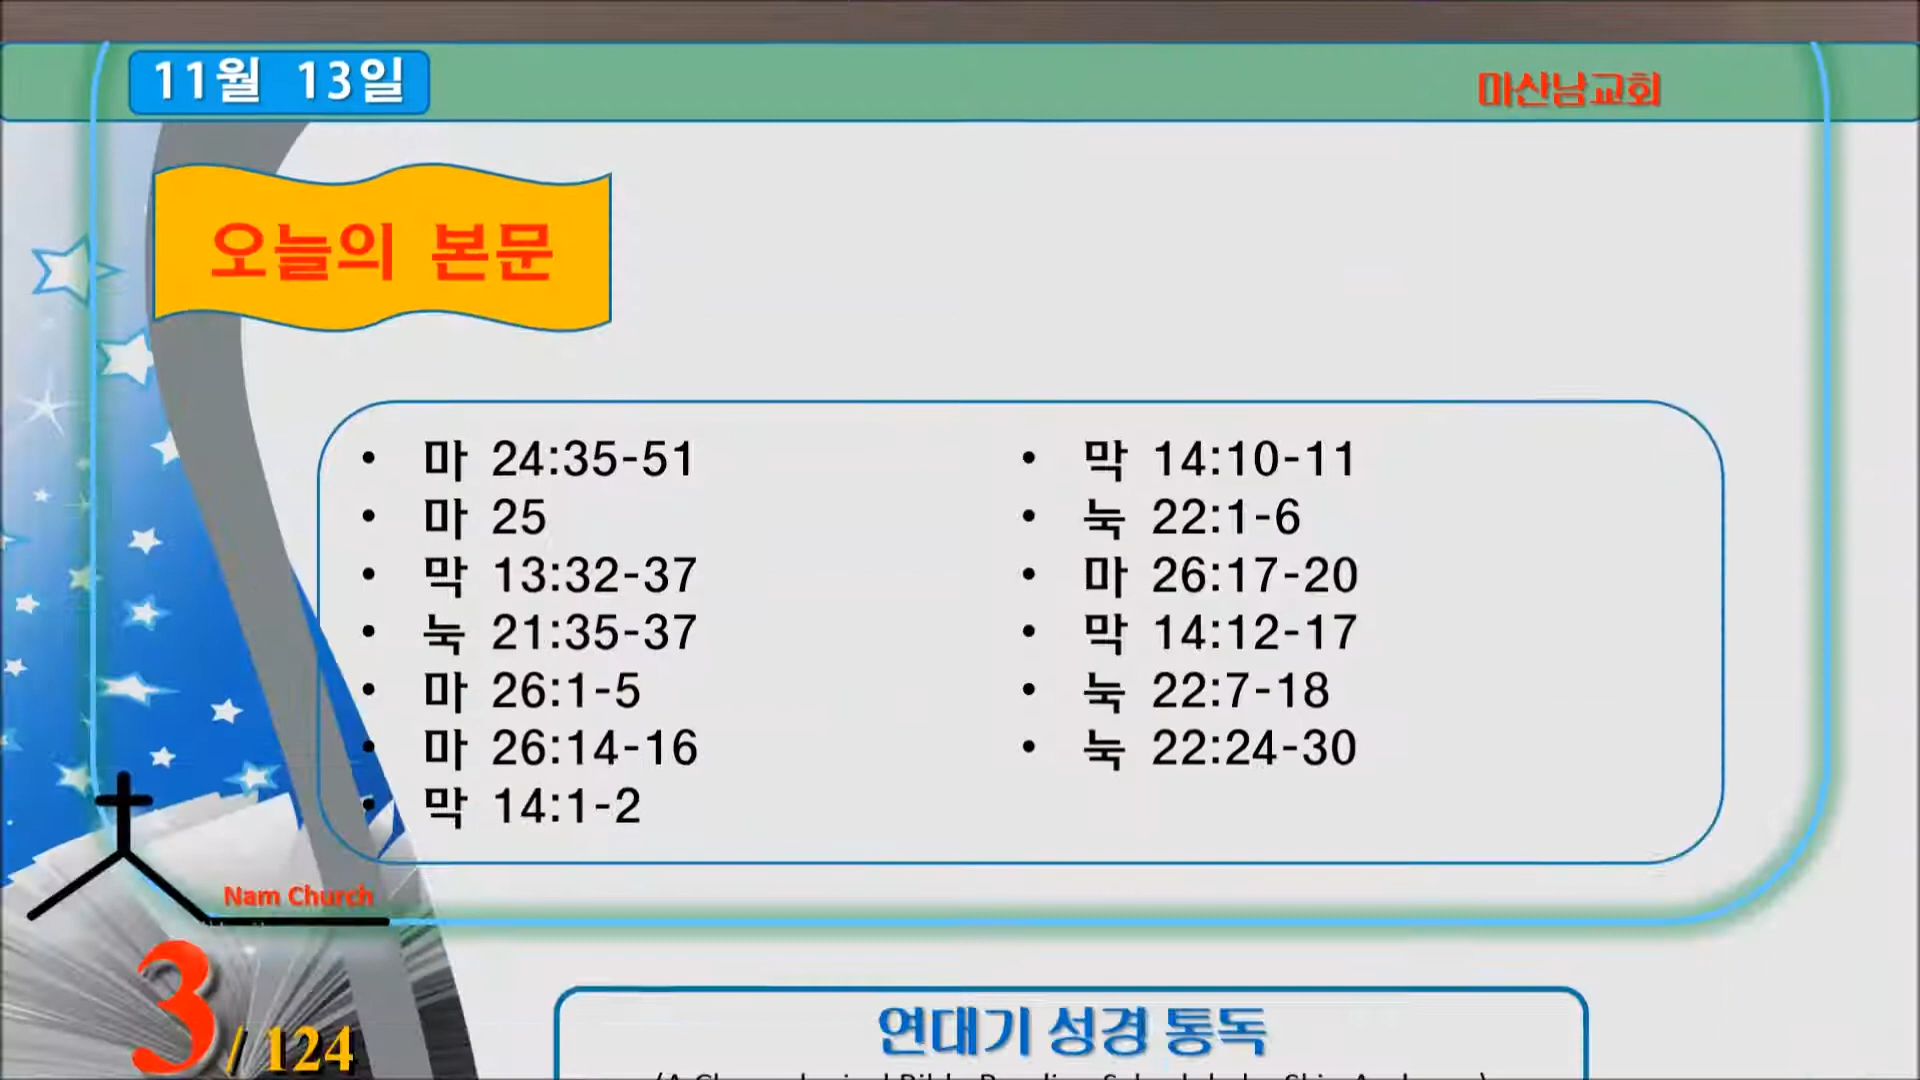 11월 13일
마산남교회
오늘의 본문
• 마 24:35-51
• 마 25
• 막 13:32-37
• 눅 21:35-37
• 마 26:1-5
• 마 26:14-16
• 막 14:1-2
• 막 14:10-11
• 눅 22:1-6
• 마 26:17-20
• 막 14:12-17
• 눅 22:7-18
• 눅 22:24-30
Nam Church
3/ 124
연대기 성경 통독